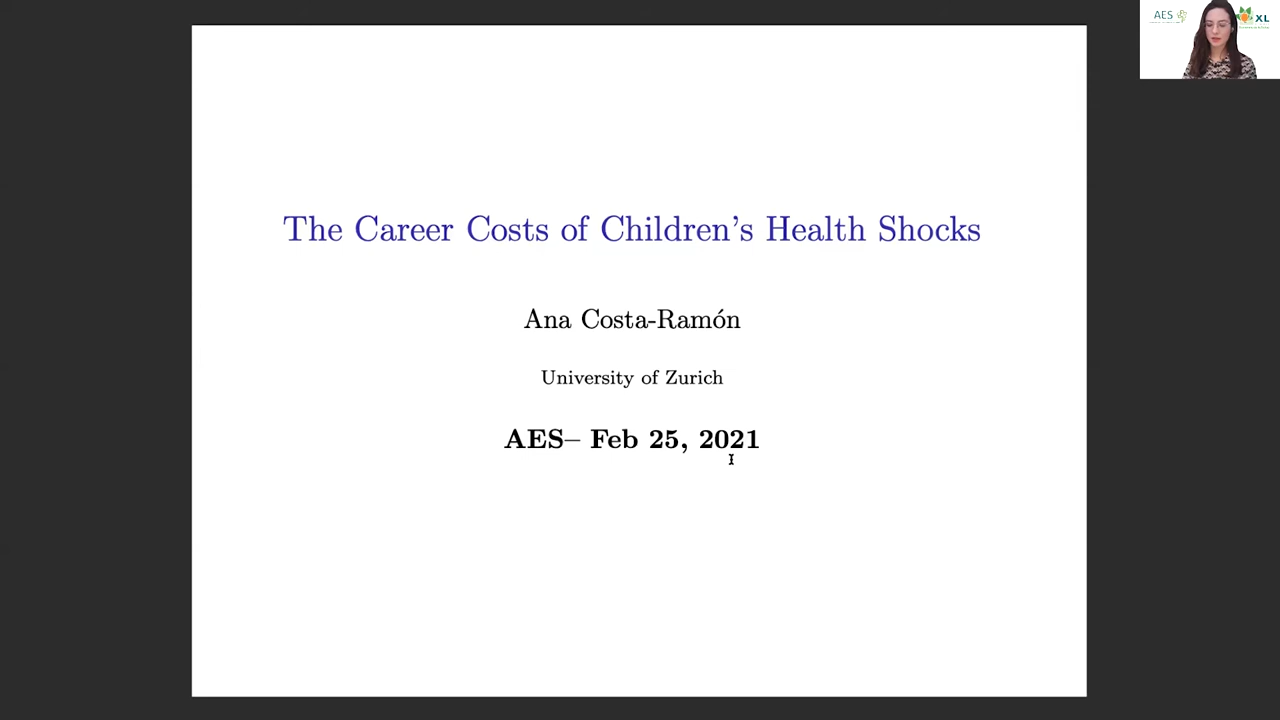 AES
XL
The Career Costs of Children's Health Shocks
Ana Costa-Ramón
University of Zurich
AES– Feb 25, 2021